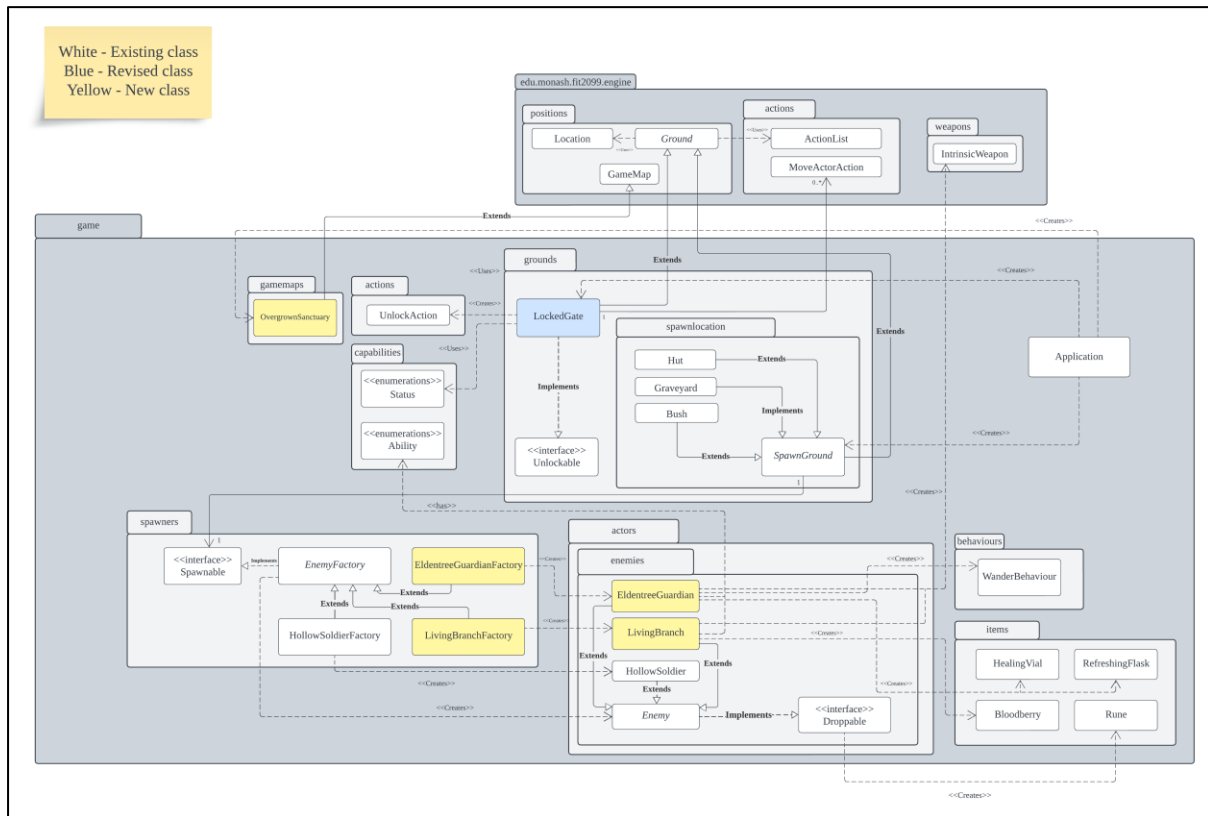 White - Existing class
Blue - Revised class
Yellow - New class
edu.monash.fit2099.engine
positions
Location
<<Uses>>
Ground
GameMap
<<Uses>>
actions
ActionList
MoveActorAction
0..*
weapons
IntrinsicWeapon
Extends
<<Creates>>
game
gamemaps
OvergrownSanctuary
actions
UnlockAction
<<Uses>>
<<Creates>>
<<Uses>>
capabilities
<<enumerations>>
Status
<<enumerations>>
Ability
grounds
Extends
<<Creates>>
LockedGate
1
Implements
<<interface>>
Unlockable
spawnlocation
Hut
Extends
Graveyard
Implements
Bush
Extends
SpawnGround
1
Extends
Application
<<Creates>>
<<Creates>>
<<has>>
spawners
1
<<interface>>
Spawnable
Implements
EnemyFactory
EldentreeGuardianFactory
<<Creates>>
Extends
Extends
HollowSoldierFactory
LivingBranchFactory
<<Creates>>
<<Creates>>
<<Creates>>
actors
enemies
EldentreeGuardian
LivingBranch
Extends
Extends
HollowSoldier
Extends
Enemy
Implements
<<interface>>
Droppable
<<Creates>>
behaviours
WanderBehaviour
items
HealingVial
RefreshingFlask
<<Creates>>
Bloodberry
Rune
<<Creates>>